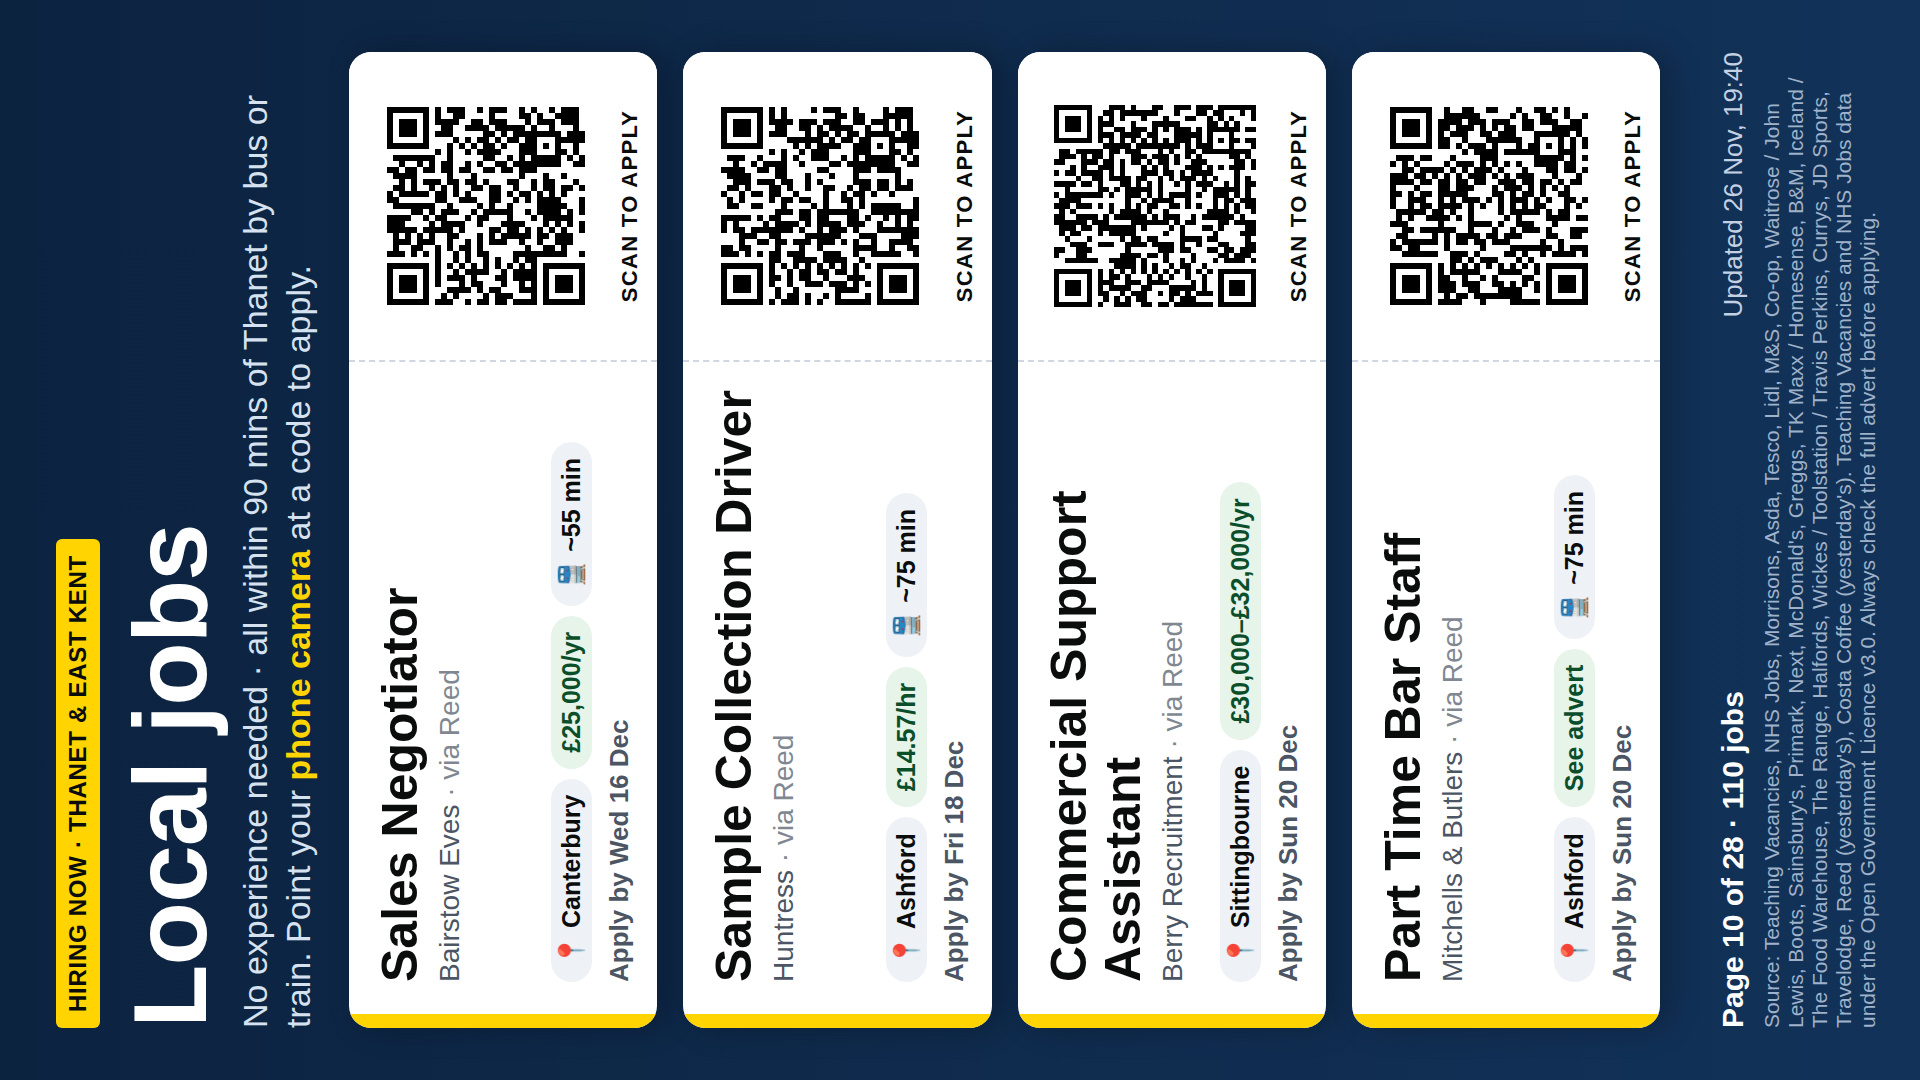 HIRING NOW · THANET & EAST KENT
Local jobs
No experience needed · all within 90 mins of Thanet by bus or
train. Point your phone camera at a code to apply.
Sales Negotiator
Bairstow Eves · via Reed
📍 Canterbury £25,000/yr 🚆 ~55 min
Apply by Wed 16 Dec
SCAN TO APPLY
Sample Collection Driver
Huntress · via Reed
📍 Ashford £14.57/hr 🚆 ~75 min
Apply by Fri 18 Dec
SCAN TO APPLY
Commercial Support
Assistant
Berry Recruitment · via Reed
📍 Sittingbourne £30,000–£32,000/yr
Apply by Sun 20 Dec
SCAN TO APPLY
Part Time Bar Staff
Mitchells & Butlers · via Reed
📍 Ashford See advert 🚆 ~75 min
Apply by Sun 20 Dec
SCAN TO APPLY
Page 10 of 28 · 110 jobs
Updated 26 Nov, 19:40
Source: Teaching Vacancies, NHS Jobs, Morrisons, Asda, Tesco, Lidl, M&S, Co-op, Waitrose / John
Lewis, Boots, Sainsbury's, Primark, Next, McDonald's, Greggs, TK Maxx / Homesense, B&M, Iceland /
The Food Warehouse, The Range, Halfords, Wickes / Toolstation / Travis Perkins, Currys, JD Sports,
Travelodge, Reed (yesterday's), Costa Coffee (yesterday's). Teaching Vacancies and NHS Jobs data
under the Open Government Licence v3.0. Always check the full advert before applying.